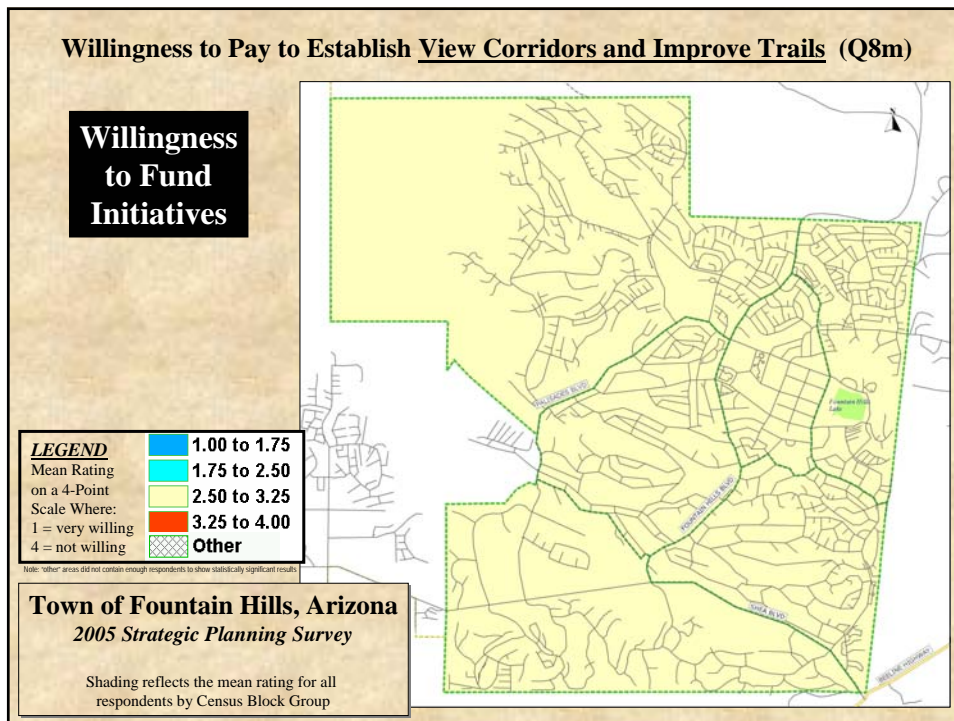 Willingness to Pay to Establish View Corridors and Improve Trails (Q8m)
Willingness
to Fund
Initiatives
PALISADES BLVD
Fountain Hills
Lake
FOUNTAIN HILLS BLVD
SHEA BLVD
BEELINE HIGHWAY
LEGEND
Mean Rating
on a 4-Point
Scale Where:
1 = very willing
4 = not willing
1.00 to 1.75
1.75 to 2.50
2.50 to 3.25
3.25 to 4.00
Other
Note: "other" areas did not contain enough respondents to show statistically significant results.
Town of Fountain Hills, Arizona
2005 Strategic Planning Survey
Shading reflects the mean rating for all
respondents by Census Block Group